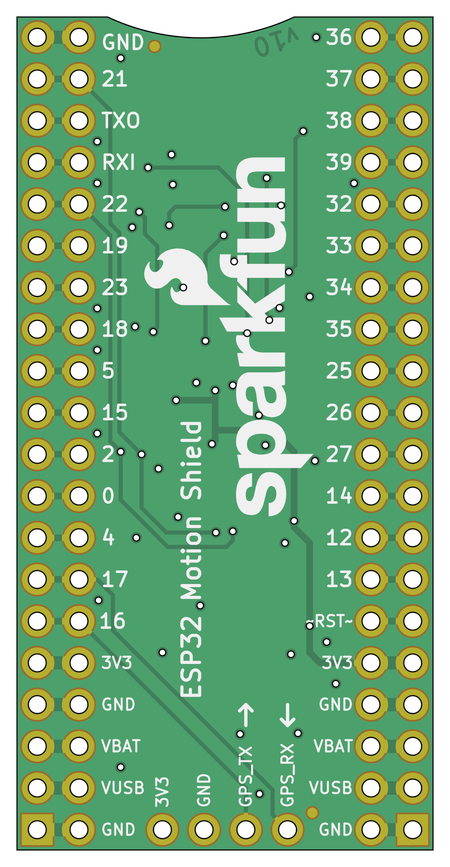 GND
v10
36
21
37
TXO
38
RXI
39
22
32
19
33
23
34
18
35
5
25
15
26
2
27
0
14
4
12
17
13
16
~RST~
3V3
3V3
GND
GND
VBAT
VBAT
VUSB
VUSB
GND
GND
sparkfun
ESP32 Motion Shield
3V3
GND
GPS_TX
GPS_RX